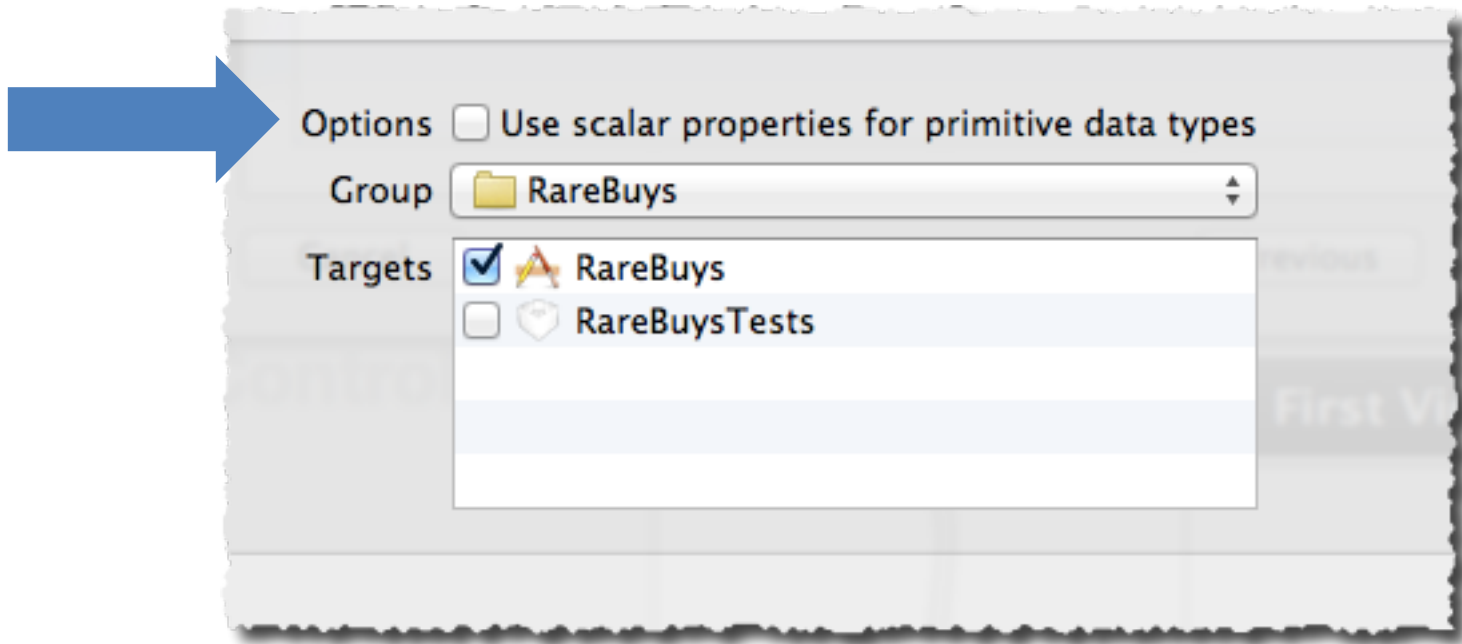 Options Use scalar properties for primitive data types
Group RareBuys
Targets RareBuys
RareBuysTests